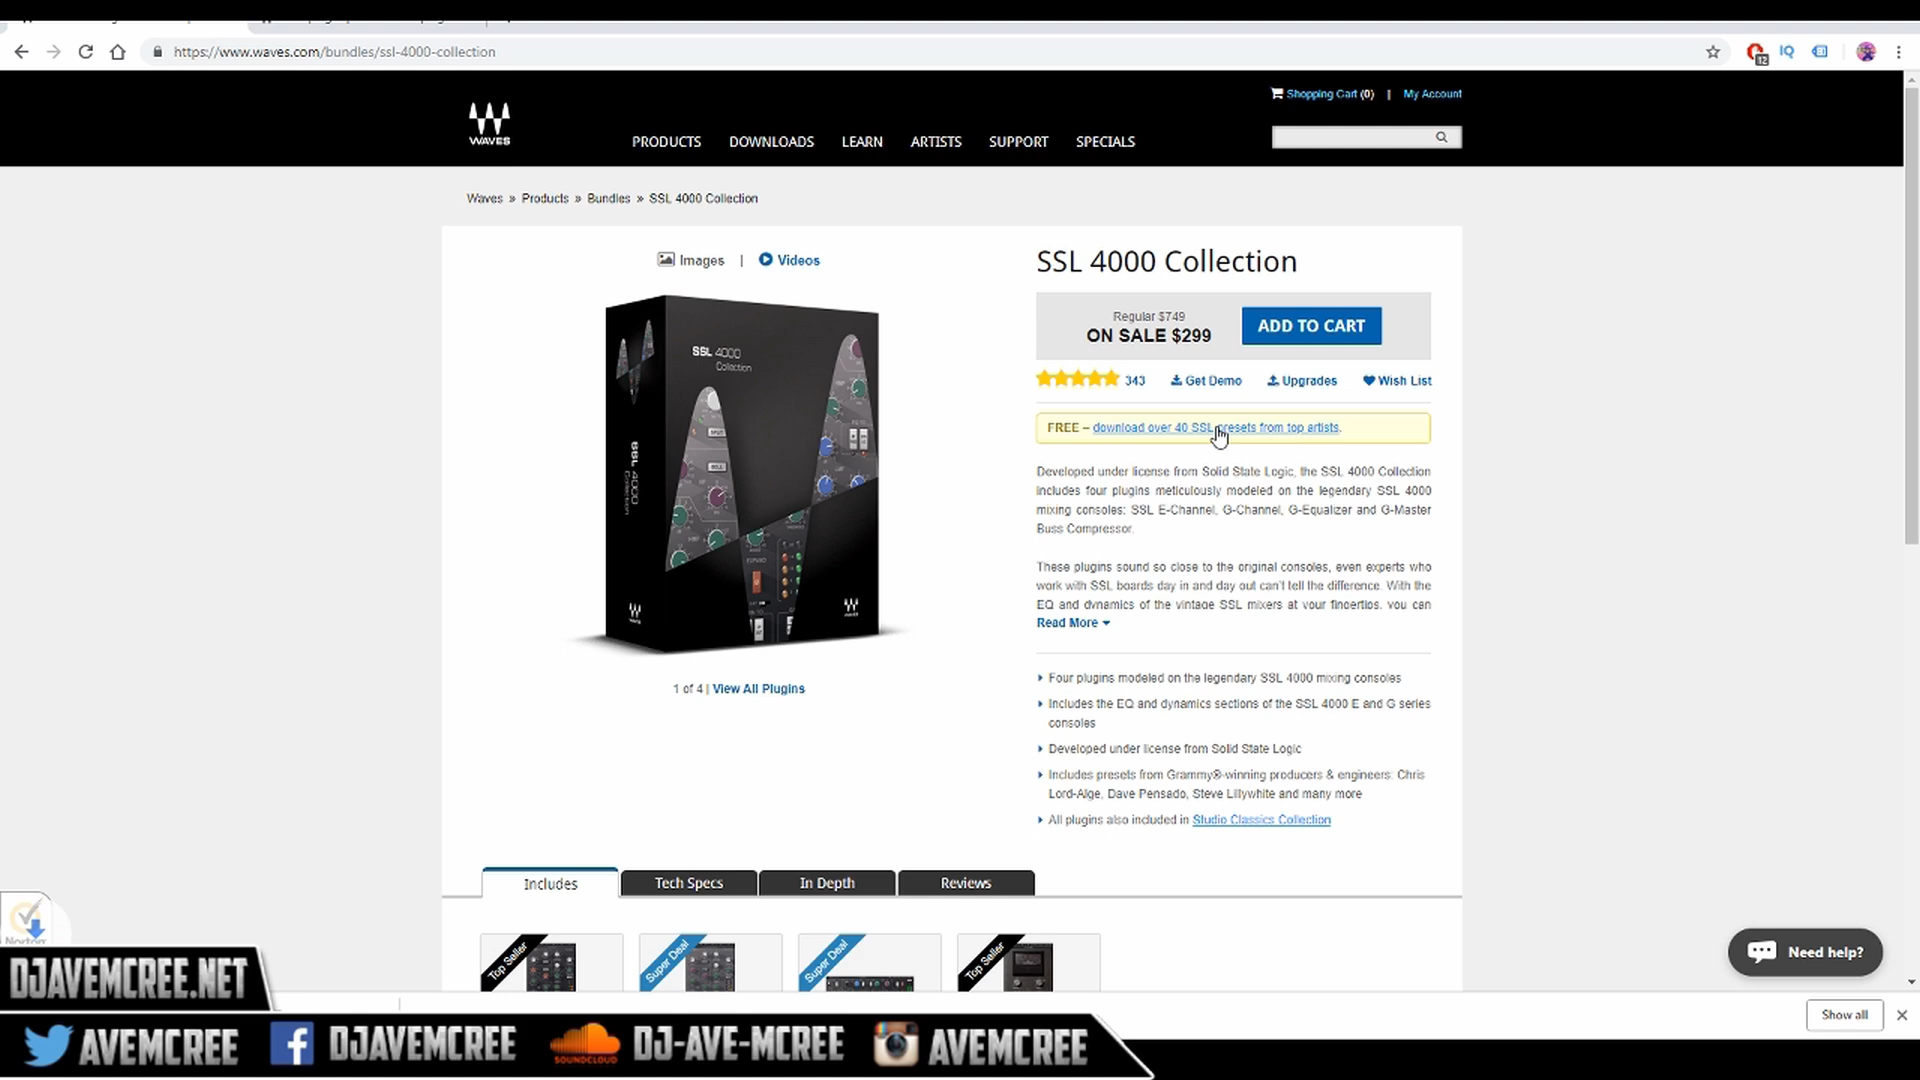 https://www.waves.com/bundles/ssl-4000-collection
12
IQ
Shopping Cart (0) | My Account
WAVES
PRODUCTS DOWNLOADS LEARN ARTISTS SUPPORT SPECIALS
Waves » Products » Bundles » SSL 4000 Collection
Images | Videos
SSL 4000 Collection
Regular $749
ON SALE $299
ADD TO CART
343 Get Demo Upgrades Wish List
FREE – download over 40 SSL presets from top artists.
SSL 4000
Collection
SSL 4000
Collection
Developed under license from Solid State Logic, the SSL 4000 Collection
includes four plugins meticulously modeled on the legendary SSL 4000
mixing consoles: SSL E-Channel, G-Channel, G-Equalizer and G-Master
Buss Compressor.
These plugins sound so close to the original consoles, even experts who
work with SSL boards day in and day out can't tell the difference. With the
EQ and dynamics of the vintage SSL mixers at your fingertips, you can
Read More
1 of 4 | View All Plugins
Four plugins modeled on the legendary SSL 4000 mixing consoles
Includes the EQ and dynamics sections of the SSL 4000 E and G series
consoles
Developed under license from Solid State Logic
Includes presets from Grammy®-winning producers & engineers: Chris
Lord-Alge, Dave Pensado, Steve Lillywhite and many more
All plugins also included in Studio Classics Collection
Includes Tech Specs In Depth Reviews
Top Seller Super Deal Super Deal Top Seller
Norton
Need help?
DJAVEMCREE.NET
Show all
AVEMCREE DJAVEMCREE SOUNDCLOUD DJ-AVE-MCREE AVEMCREE